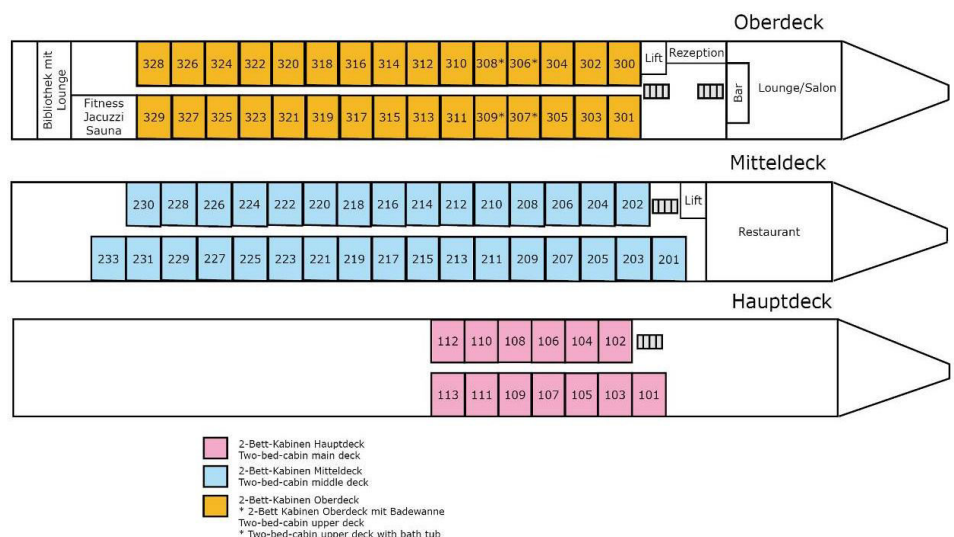 Oberdeck
328 326 324 322 320 318 316 314 312 310 308* 306* 304 302 300 Lift Rezeption
Bibliothek mit
Lounge
Fitness
Jacuzzi
Sauna
329 327 325 323 321 319 317 315 313 311 309* 307* 305 303 301
Bar
Lounge/Salon
Mitteldeck
230 228 226 224 222 220 218 216 214 212 210 208 206 204 202 Lift
Restaurant
233 231 229 227 225 223 221 219 217 215 213 211 209 207 205 203 201
Hauptdeck
112 110 108 106 104 102
113 111 109 107 105 103 101
2-Bett-Kabinen Hauptdeck
Two-bed-cabin main deck
2-Bett-Kabinen Mitteldeck
Two-bed-cabin middle deck
2-Bett-Kabinen Oberdeck
* 2-Bett Kabinen Oberdeck mit Badewanne
Two-bed-cabin upper deck
* Two-bed-cabin upper deck with bath tub